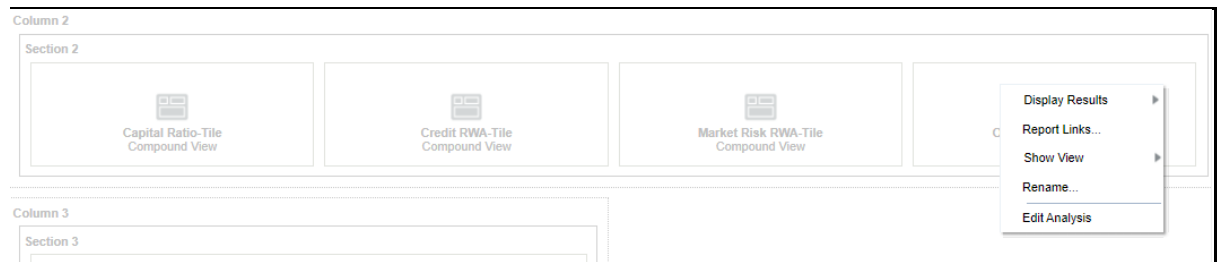 Column 2
Section 2
Capital Ratio-Tile
Compound View
Credit RWA-Tile
Compound View
Market Risk RWA-Tile
Compound View
C
Display Results
Report Links...
Show View
Rename...
Edit Analysis
Column 3
Section 3